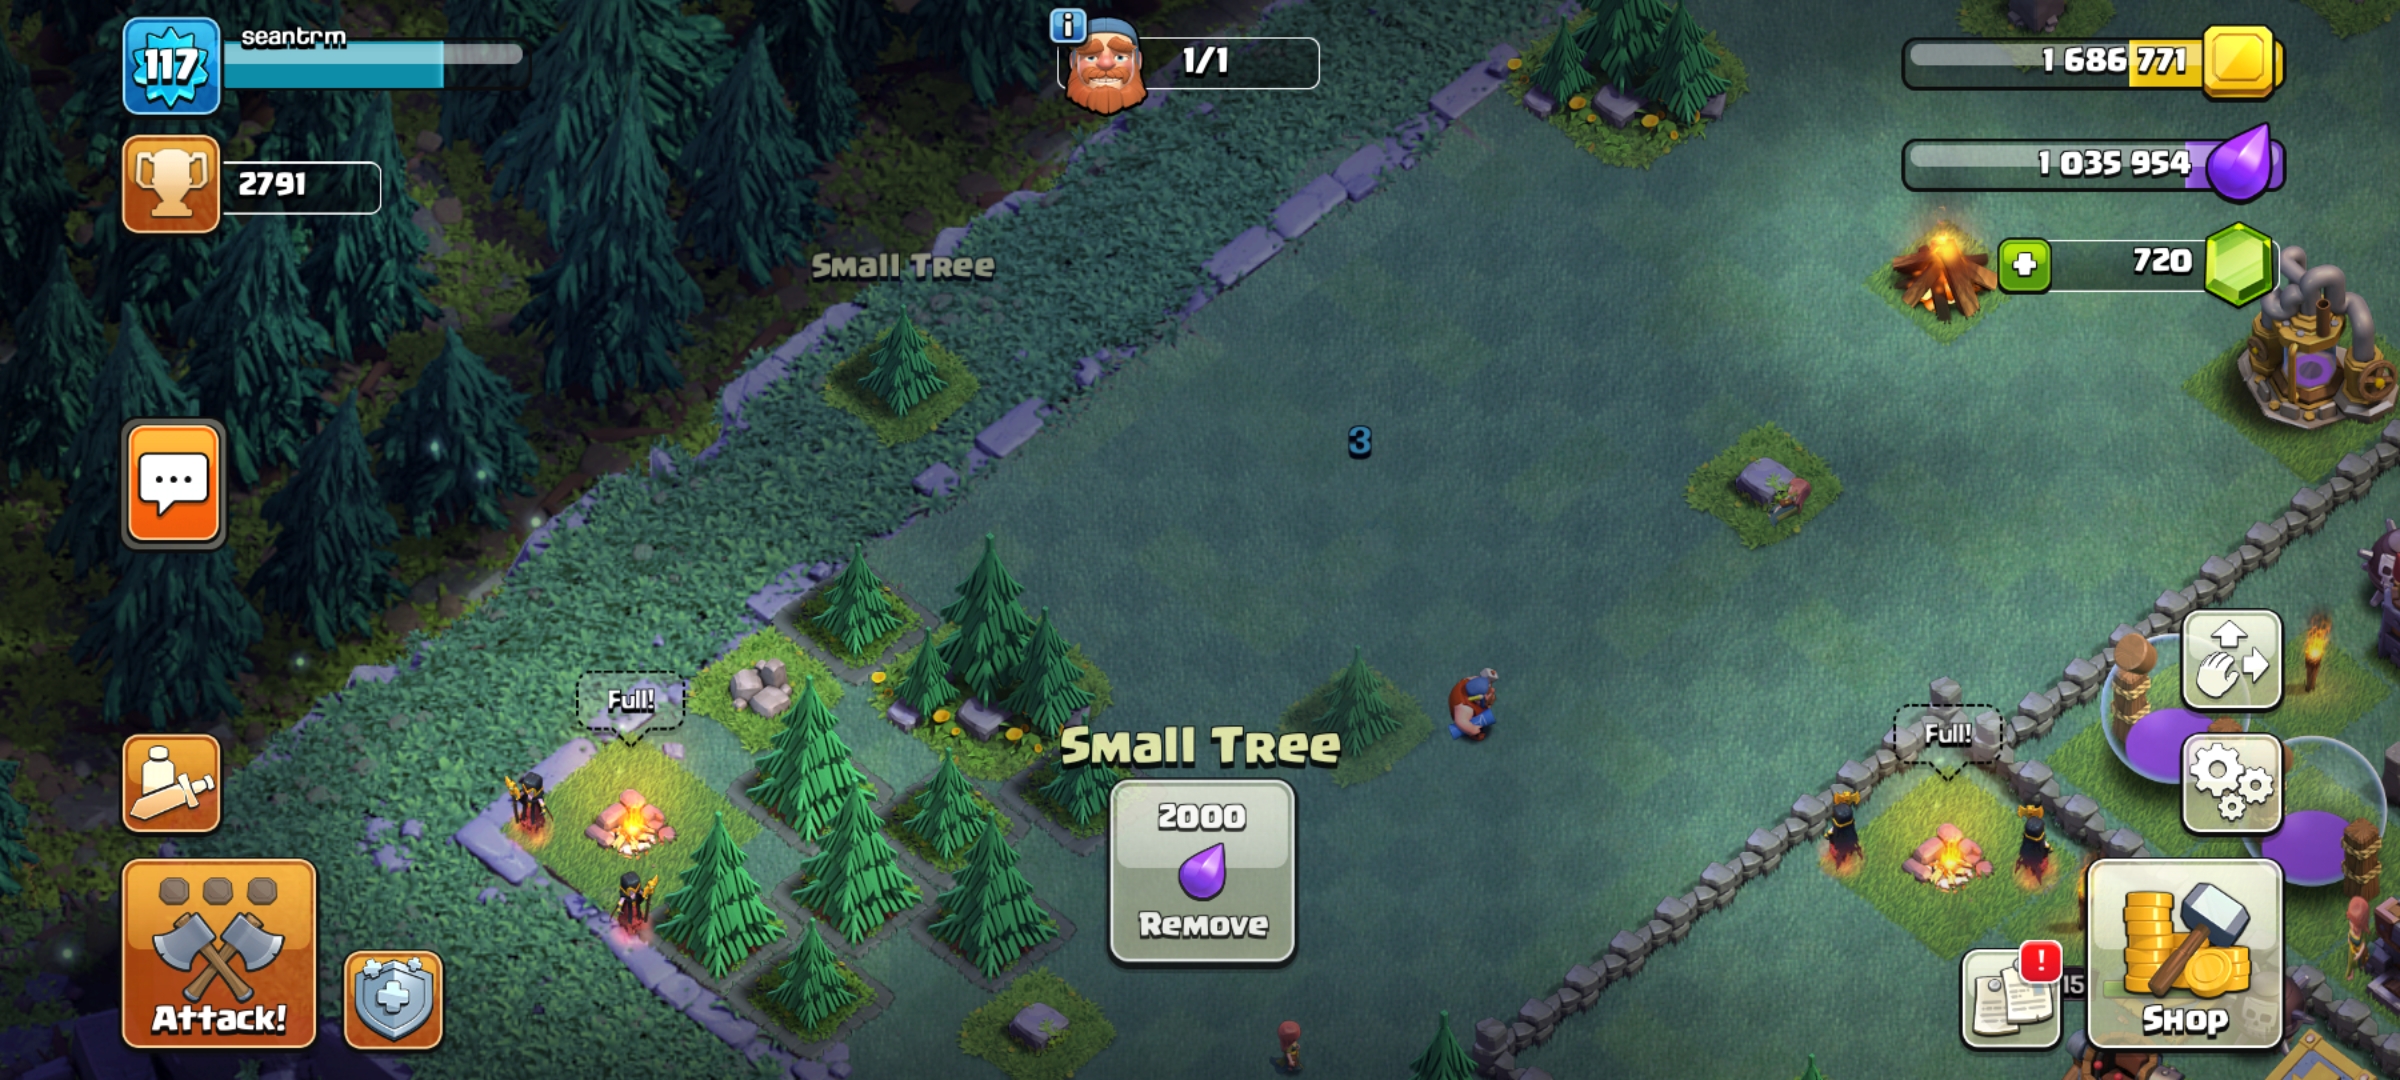 117
seantrm
1/1
1 686 771
2791
1 035 954
720
Small Tree
3
Full!
Small Tree
Full!
2000
Remove
Attack!
!
15
Shop